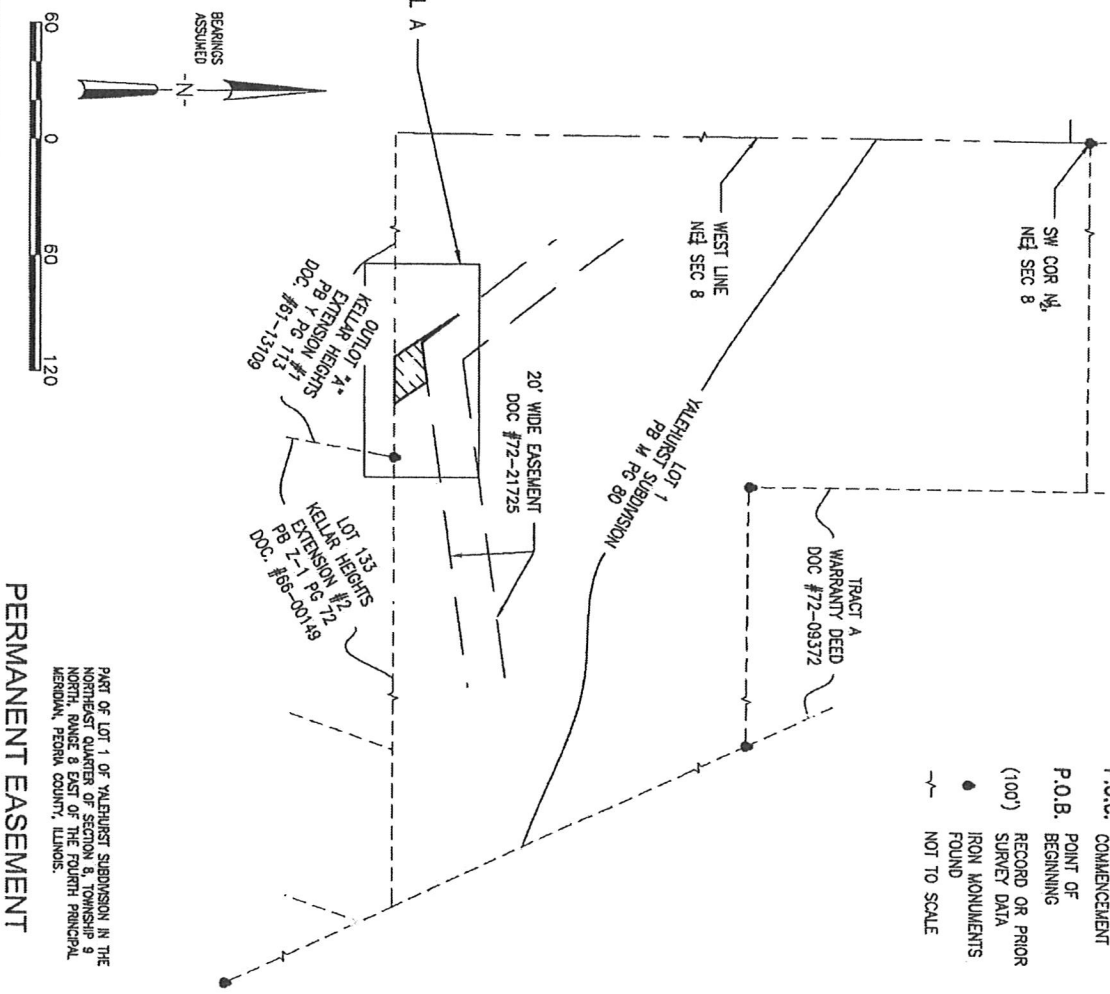 SW COR N½,
NE¼ SEC 8
WEST LINE
NE¼ SEC 8
LOT 1
YALEHURST SUBDIVISION
PB M PG 80
TRACT A
WARRANTY DEED
DOC #72-09372
COMMENCEMENT
P.O.B. POINT OF
BEGINNING
(100') RECORD OR PRIOR
SURVEY DATA
IRON MONUMENTS
FOUND
NOT TO SCALE
L A
20' WIDE EASEMENT
DOC #72-21725
OUTLOT "A"
KELLAR HEIGHTS
EXTENSION #1
PB Y PG 113
DOC. #61-13109
LOT 133
KELLAR HEIGHTS
EXTENSION #2
PB Z-1 PG 72
DOC. #66-00149
BEARINGS
ASSUMED
-N-
60 0 60 120
PART OF LOT 1 OF YALEHURST SUBDIVISION IN THE
NORTHEAST QUARTER OF SECTION 8, TOWNSHIP 9
NORTH, RANGE 8 EAST OF THE FOURTH PRINCIPAL
MERIDIAN, PEORIA COUNTY, ILLINOIS.
PERMANENT EASEMENT